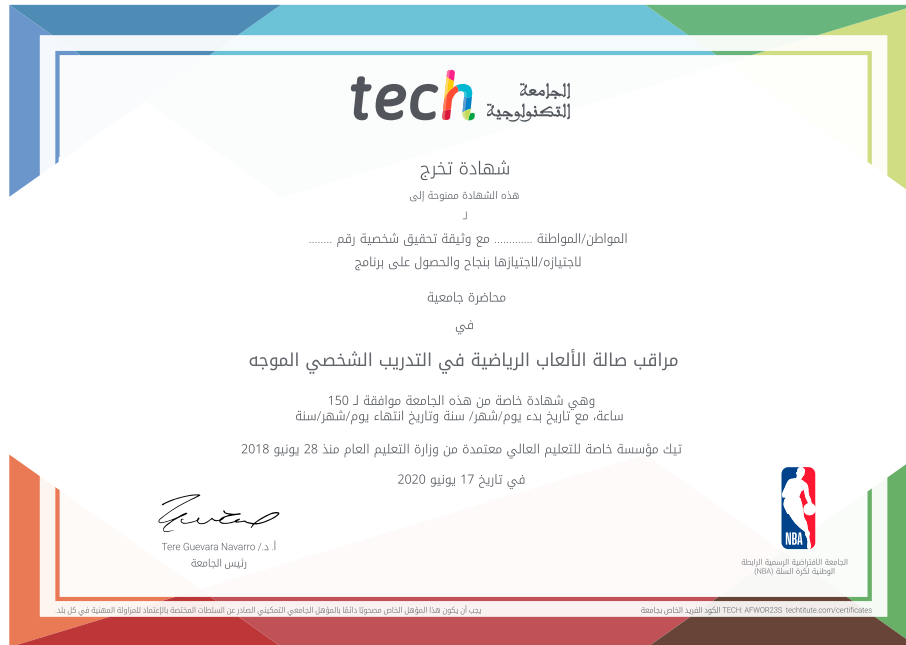 tech
الجامعة
التكنولوجية
شهادة تخرج
هذه الشهادة ممنوحة إلى
لـ
المواطن/المواطنة ............ مع وثيقة تحقيق شخصية رقم ........
لاجتيازه/لاجتيازها بنجاح والحصول على برنامج
محاضرة جامعية
في
مراقب صالة الألعاب الرياضية في التدريب الشخصي الموجه
وهي شهادة خاصة من هذه الجامعة موافقة لـ 150
ساعة، مع تاريخ بدء يوم/شهر/ سنة وتاريخ انتهاء يوم/شهر/سنة
تيك مؤسسة خاصة للتعليم العالي معتمدة من وزارة التعليم العام منذ 28 يونيو 2018
في تاريخ 17 يونيو 2020
أ. د./ Tere Guevara Navarro
رئيس الجامعة
NBA
الجامعة الافتراضية الرسمية الرابطة
الوطنية لكرة السلة (NBA)
يجب أن يكون هذا المؤهل الخاص مصحوبًا دائمًا بالمؤهل الجامعي التمكيني الصادر عن السلطات المختصة بالإعتماد للمزاولة المهنية في كل بلد.
الكود الفريد الخاص بجامعة TECH: AFWOR23S techtitute.com/certificates